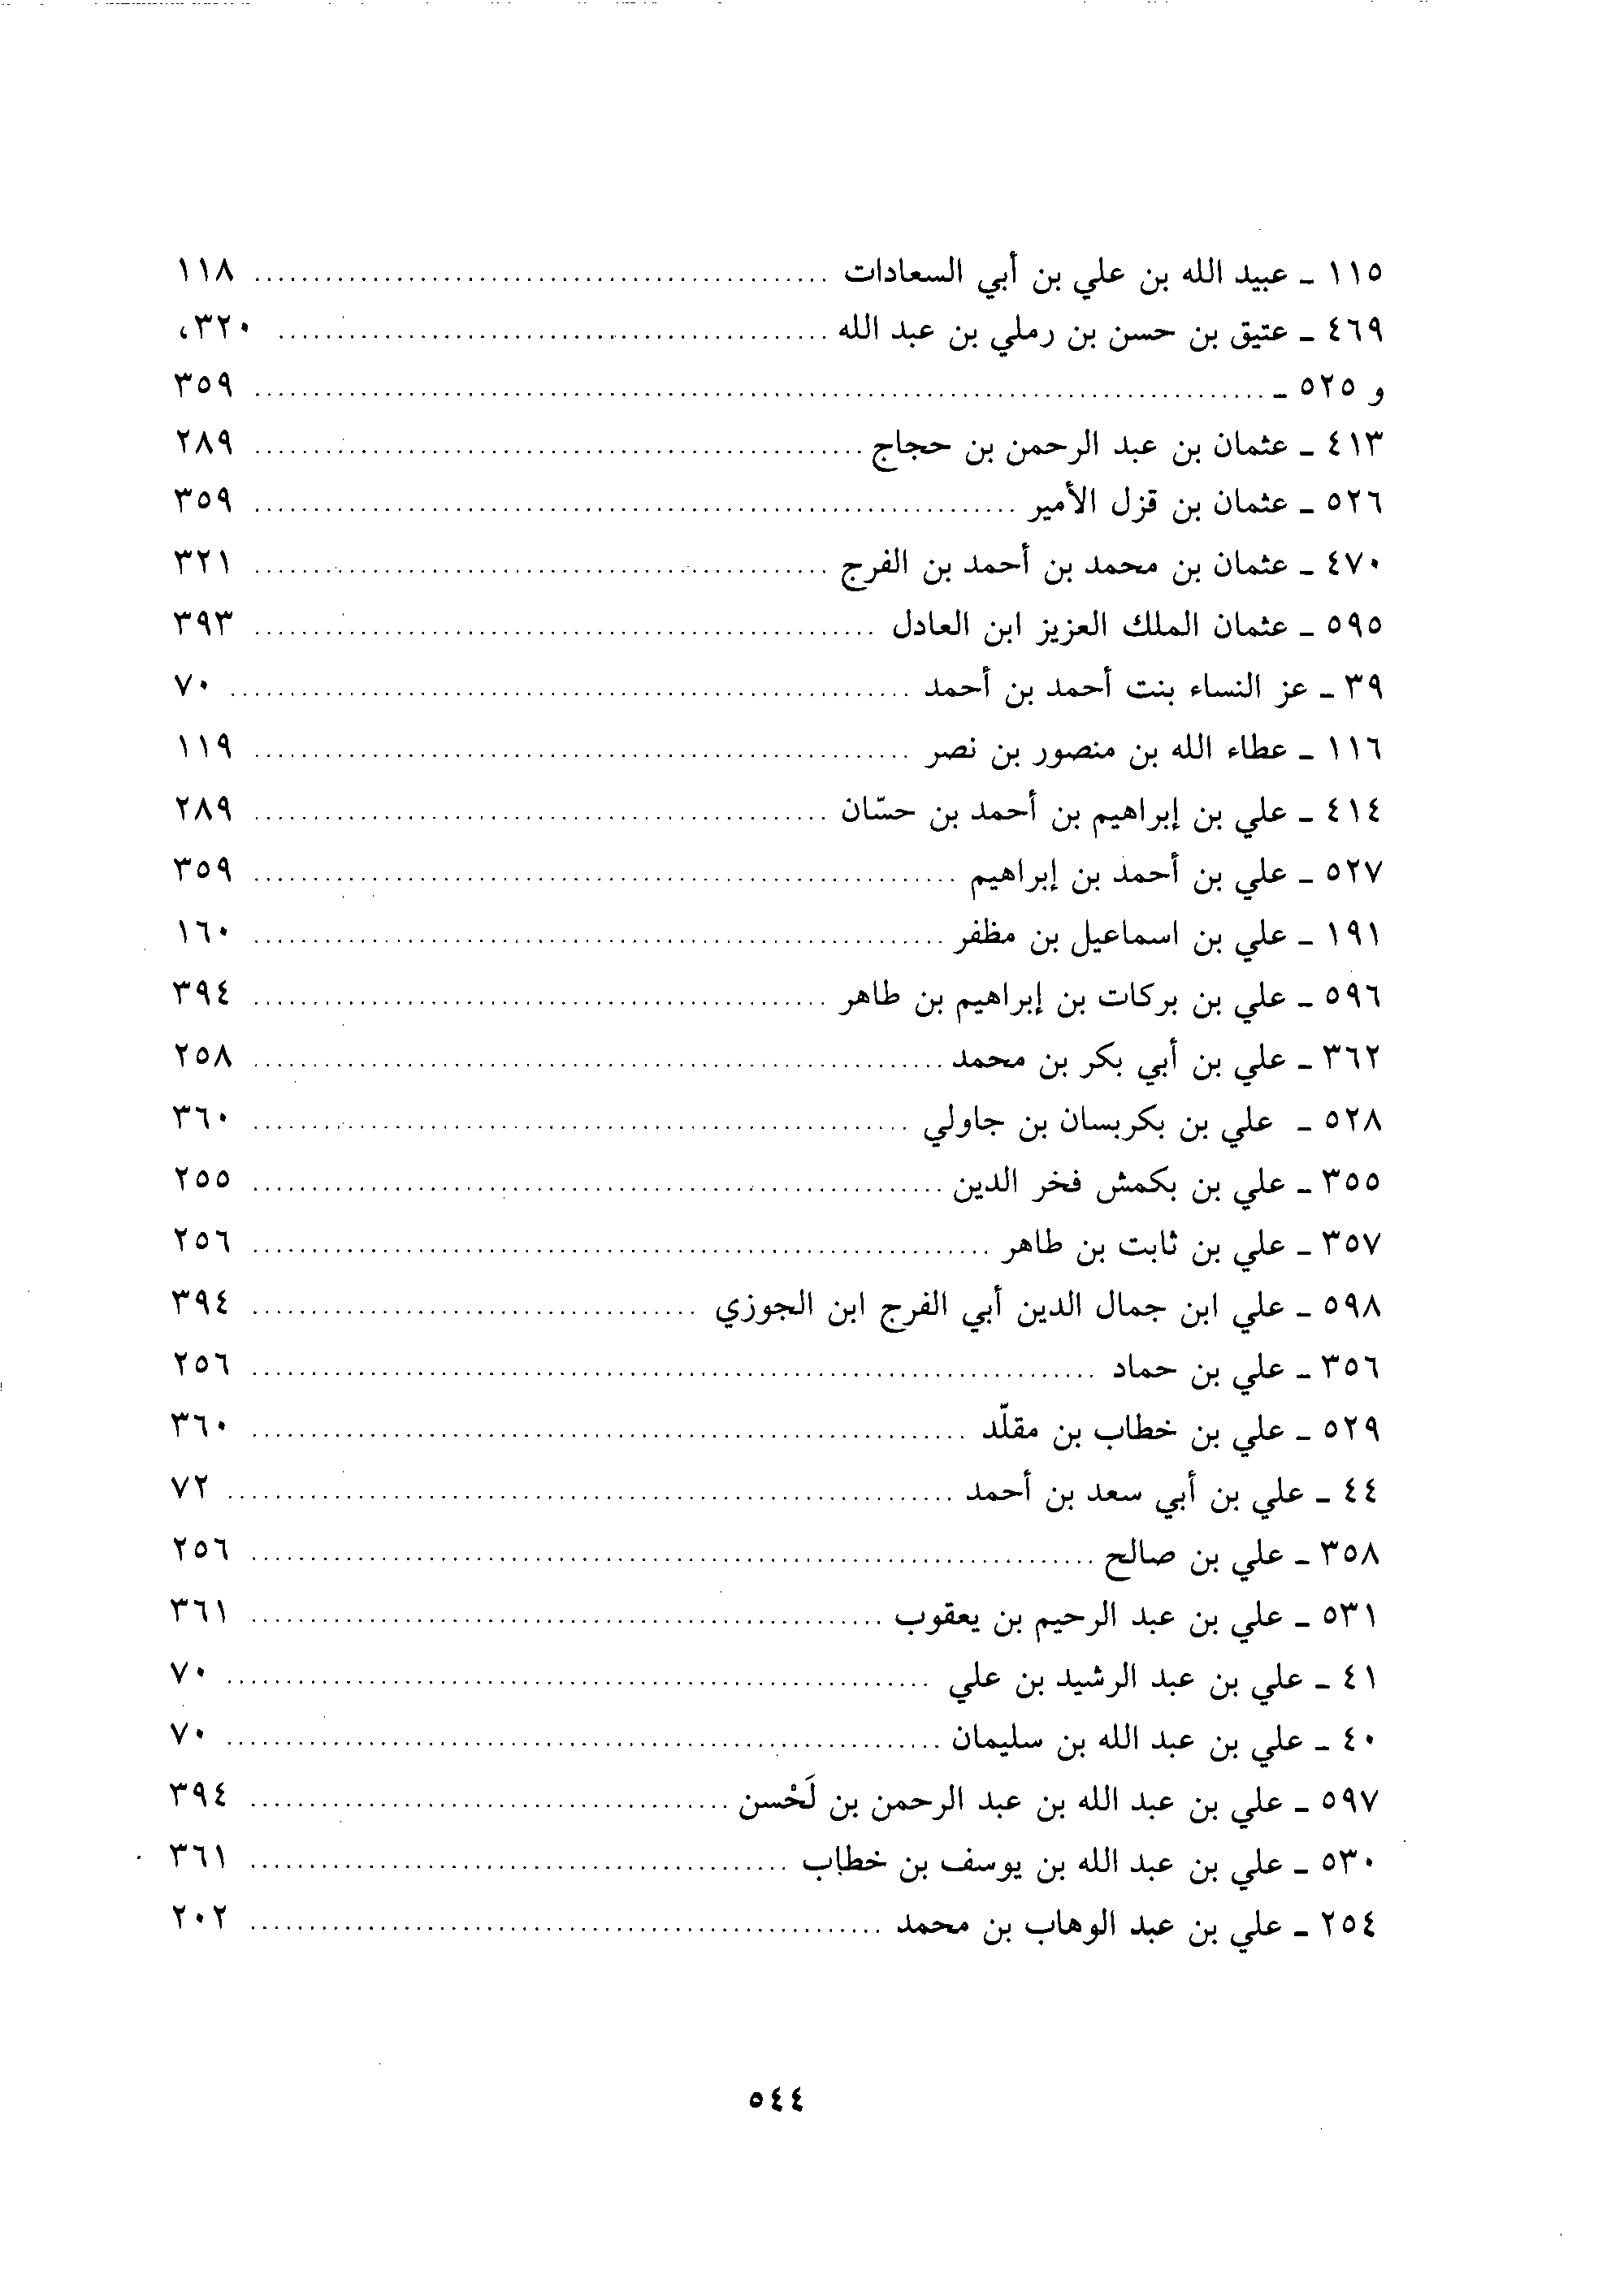 ١١٥ ـ عبيد الله بن علي بن أبي السعادات ........ ١١٨
٤٦٩ ـ عتيق بن حسن بن رملي بن عبد الله ........ ٣٢٠،
و ٥٢٥ ـ ........ ٣٥٩
٤١٣ ـ عثمان بن عبد الرحمن بن حجاج ........ ٢٨٩
٥٢٦ ـ عثمان بن قزل الأمير ........ ٣٥٩
٤٧٠ ـ عثمان بن محمد بن أحمد بن الفرج ........ ٣٢١
٥٩٥ ـ عثمان الملك العزيز ابن العادل ........ ٣٩٣
٣٩ ـ عز النساء بنت أحمد بن أحمد ........ ٧٠
١١٦ ـ عطاء الله بن منصور بن نصر ........ ١١٩
٤١٤ ـ علي بن إبراهيم بن أحمد بن حسّان ........ ٢٨٩
٥٢٧ ـ علي بن أحمد بن إبراهيم ........ ٣٥٩
١٩١ ـ علي بن اسماعيل بن مظفر ........ ١٦٠
٥٩٦ ـ علي بن بركات بن إبراهيم بن طاهر ........ ٣٩٤
٣٦٢ ـ علي بن أبي بكر بن محمد ........ ٢٥٨
٥٢٨ ـ علي بن بكربسان بن جاولي ........ ٣٦٠
٣٥٥ ـ علي بن بكمش فخر الدين ........ ٢٥٥
٣٥٧ ـ علي بن ثابت بن طاهر ........ ٢٥٦
٥٩٨ ـ علي ابن جمال الدين أبي الفرج ابن الجوزي ........ ٣٩٤
٣٥٦ ـ علي بن حماد ........ ٢٥٦
٥٢٩ ـ علي بن خطاب بن مقلّد ........ ٣٦٠
٤٤ ـ علي بن أبي سعد بن أحمد ........ ٧٢
٣٥٨ ـ علي بن صالح ........ ٢٥٦
٥٣١ ـ علي بن عبد الرحيم بن يعقوب ........ ٣٦١
٤١ ـ علي بن عبد الرشيد بن علي ........ ٧٠
٤٠ ـ علي بن عبد الله بن سليمان ........ ٧٠
٥٩٧ ـ علي بن عبد الله بن عبد الرحمن بن لَحْسن ........ ٣٩٤
٥٣٠ ـ علي بن عبد الله بن يوسف بن خطاب ........ ٣٦١
٢٥٤ ـ علي بن عبد الوهاب بن محمد ........ ٢٠٢
٥٤٤